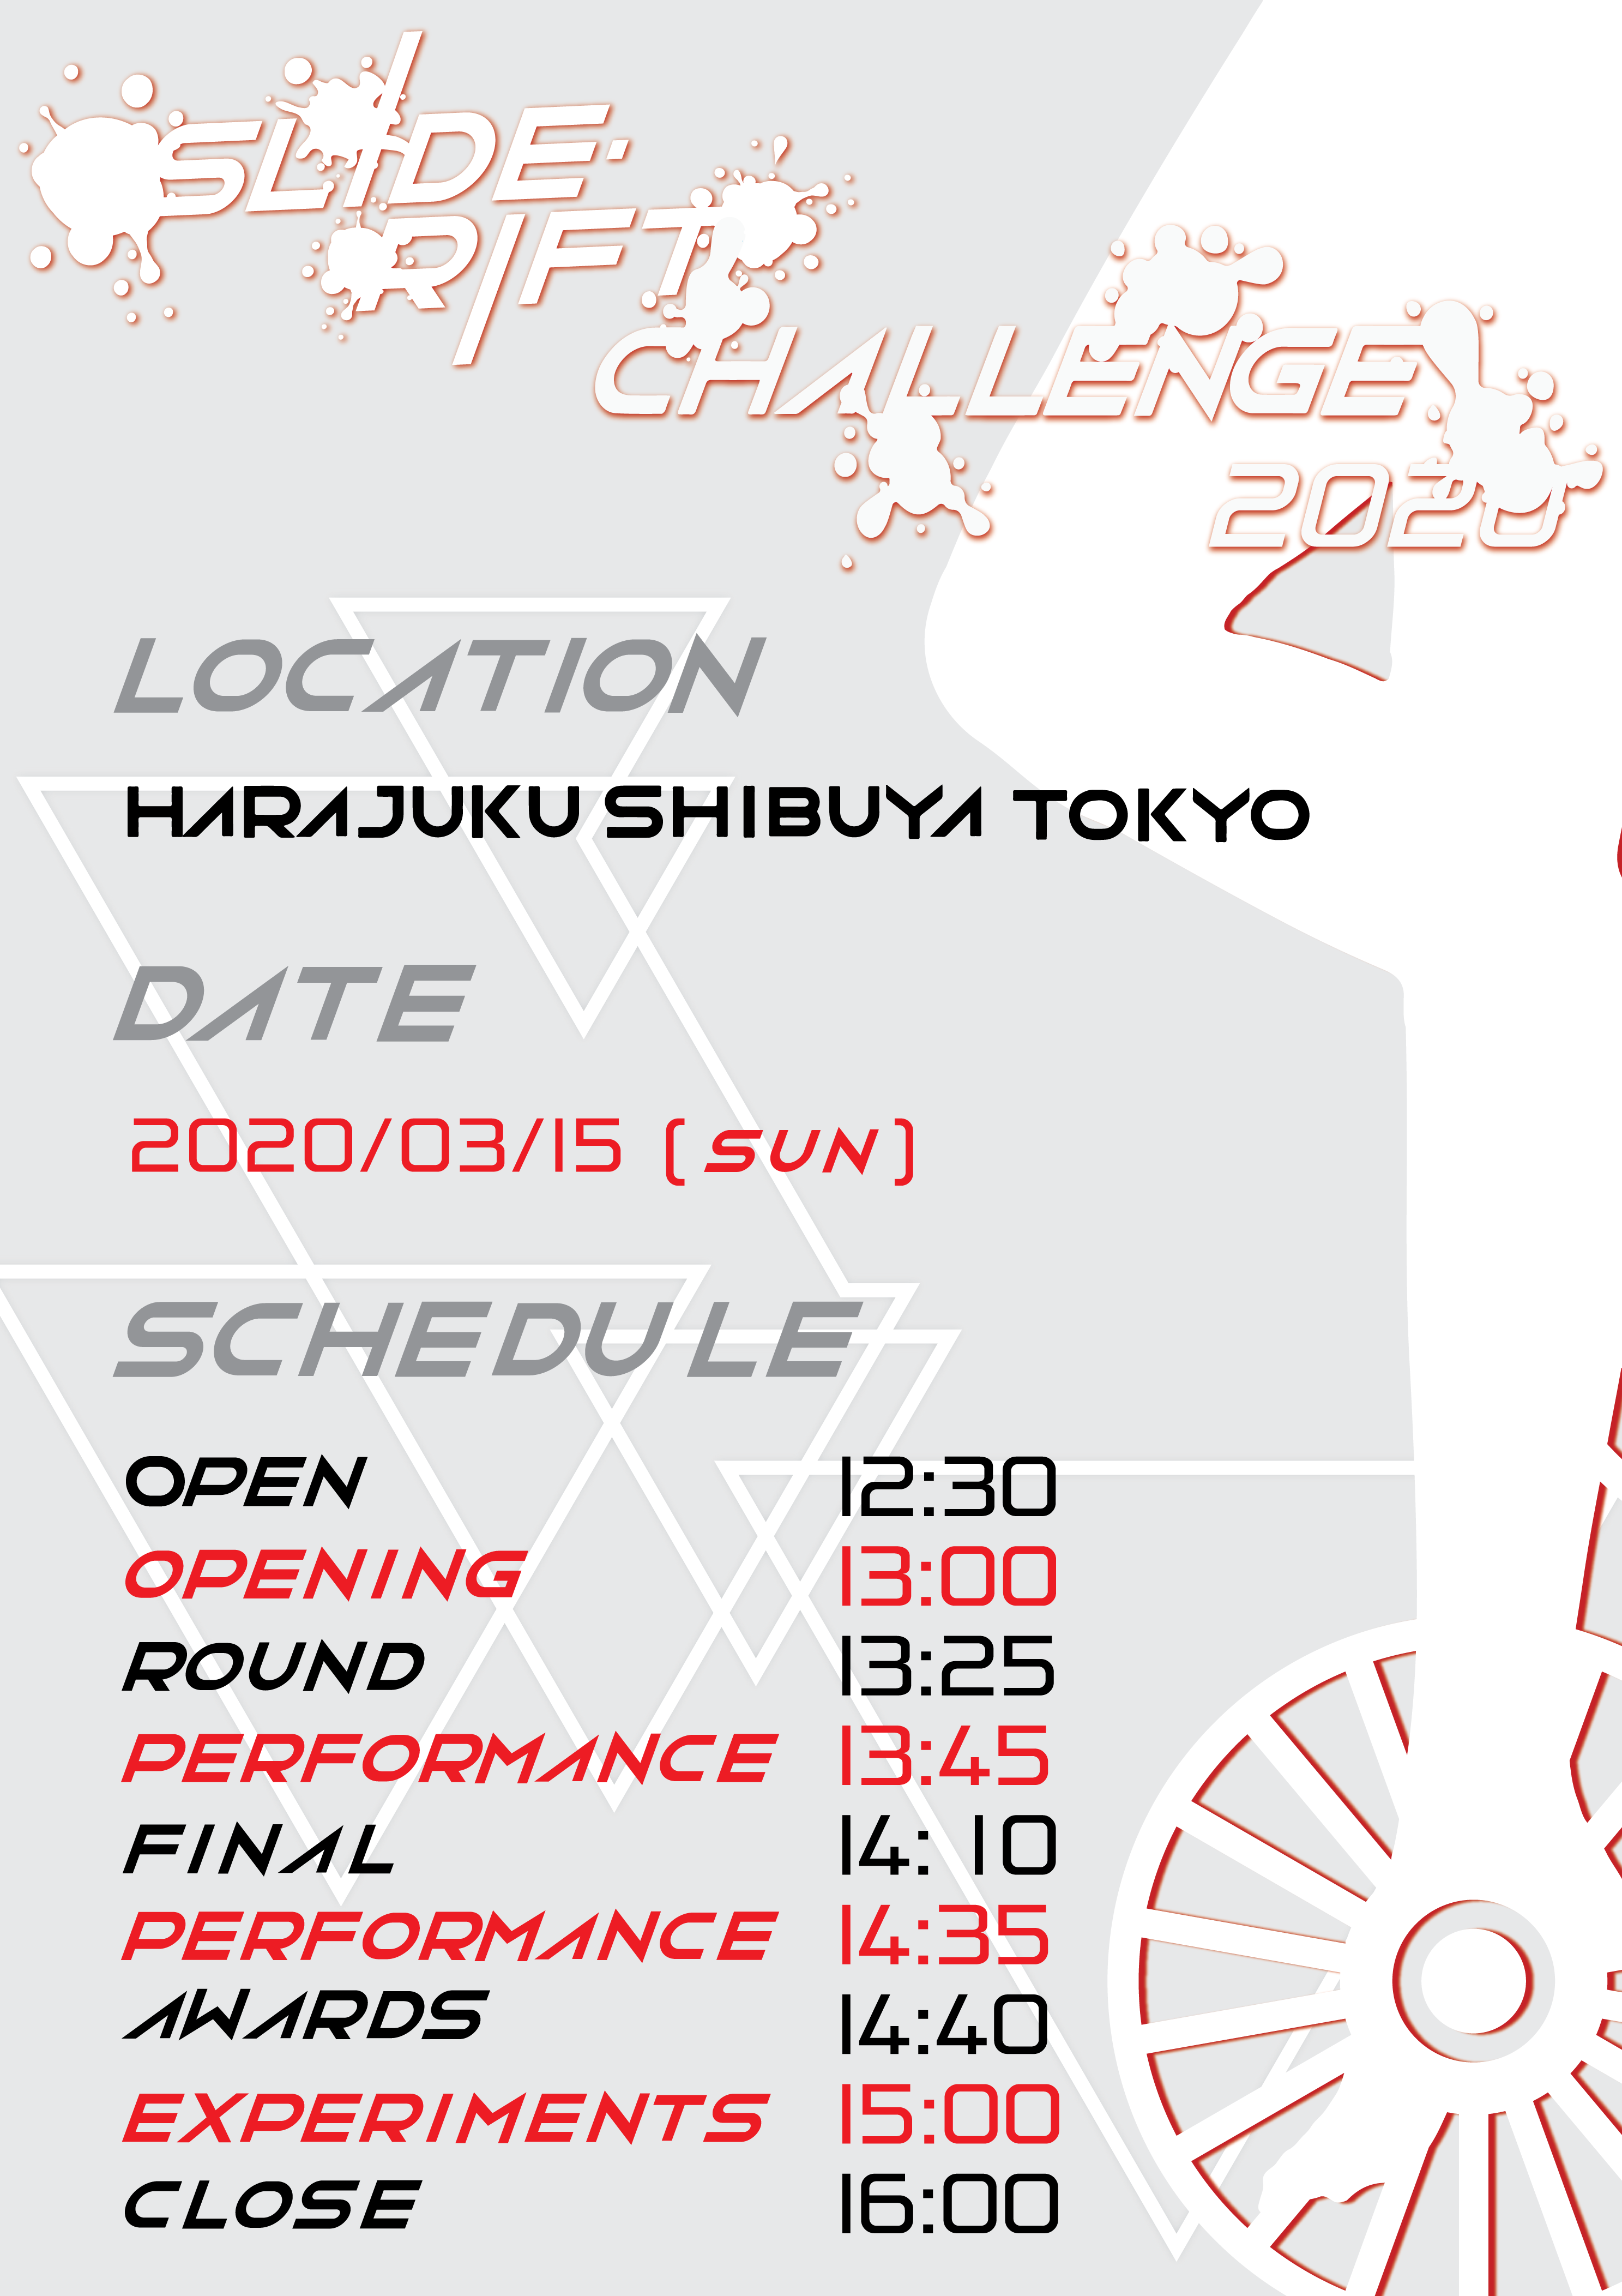 SLIDE·
RIFT
CHALLENGE
2020
LOCATION
HARAJUKU SHIBUYA TOKYO
DATE
2020/03/15 (SUN)
SCHEDULE
OPEN 12:30
OPENING 13:00
ROUND 13:25
PERFORMANCE 13:45
FINAL 14:10
PERFORMANCE 14:35
AWARDS 14:40
EXPERIMENTS 15:00
CLOSE 16:00